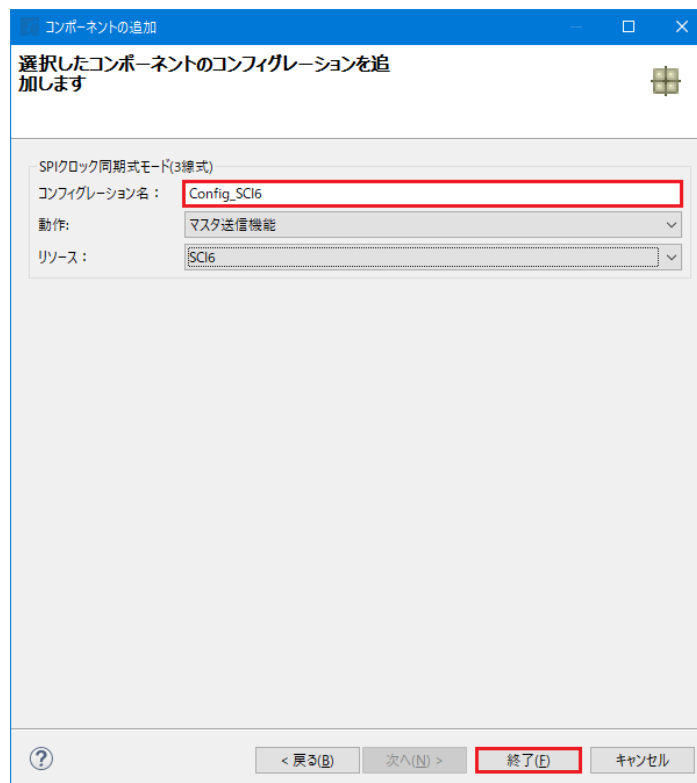 コンポーネントの追加
選択したコンポーネントのコンフィグレーションを追
加します
SPIクロック同期式モード(3線式)
コンフィグレーション名：
Config_SCI6
動作:
マスタ送信機能
リソース：
SCI6
?
< 戻る(B)
次へ(N) >
終了(F)
キャンセル